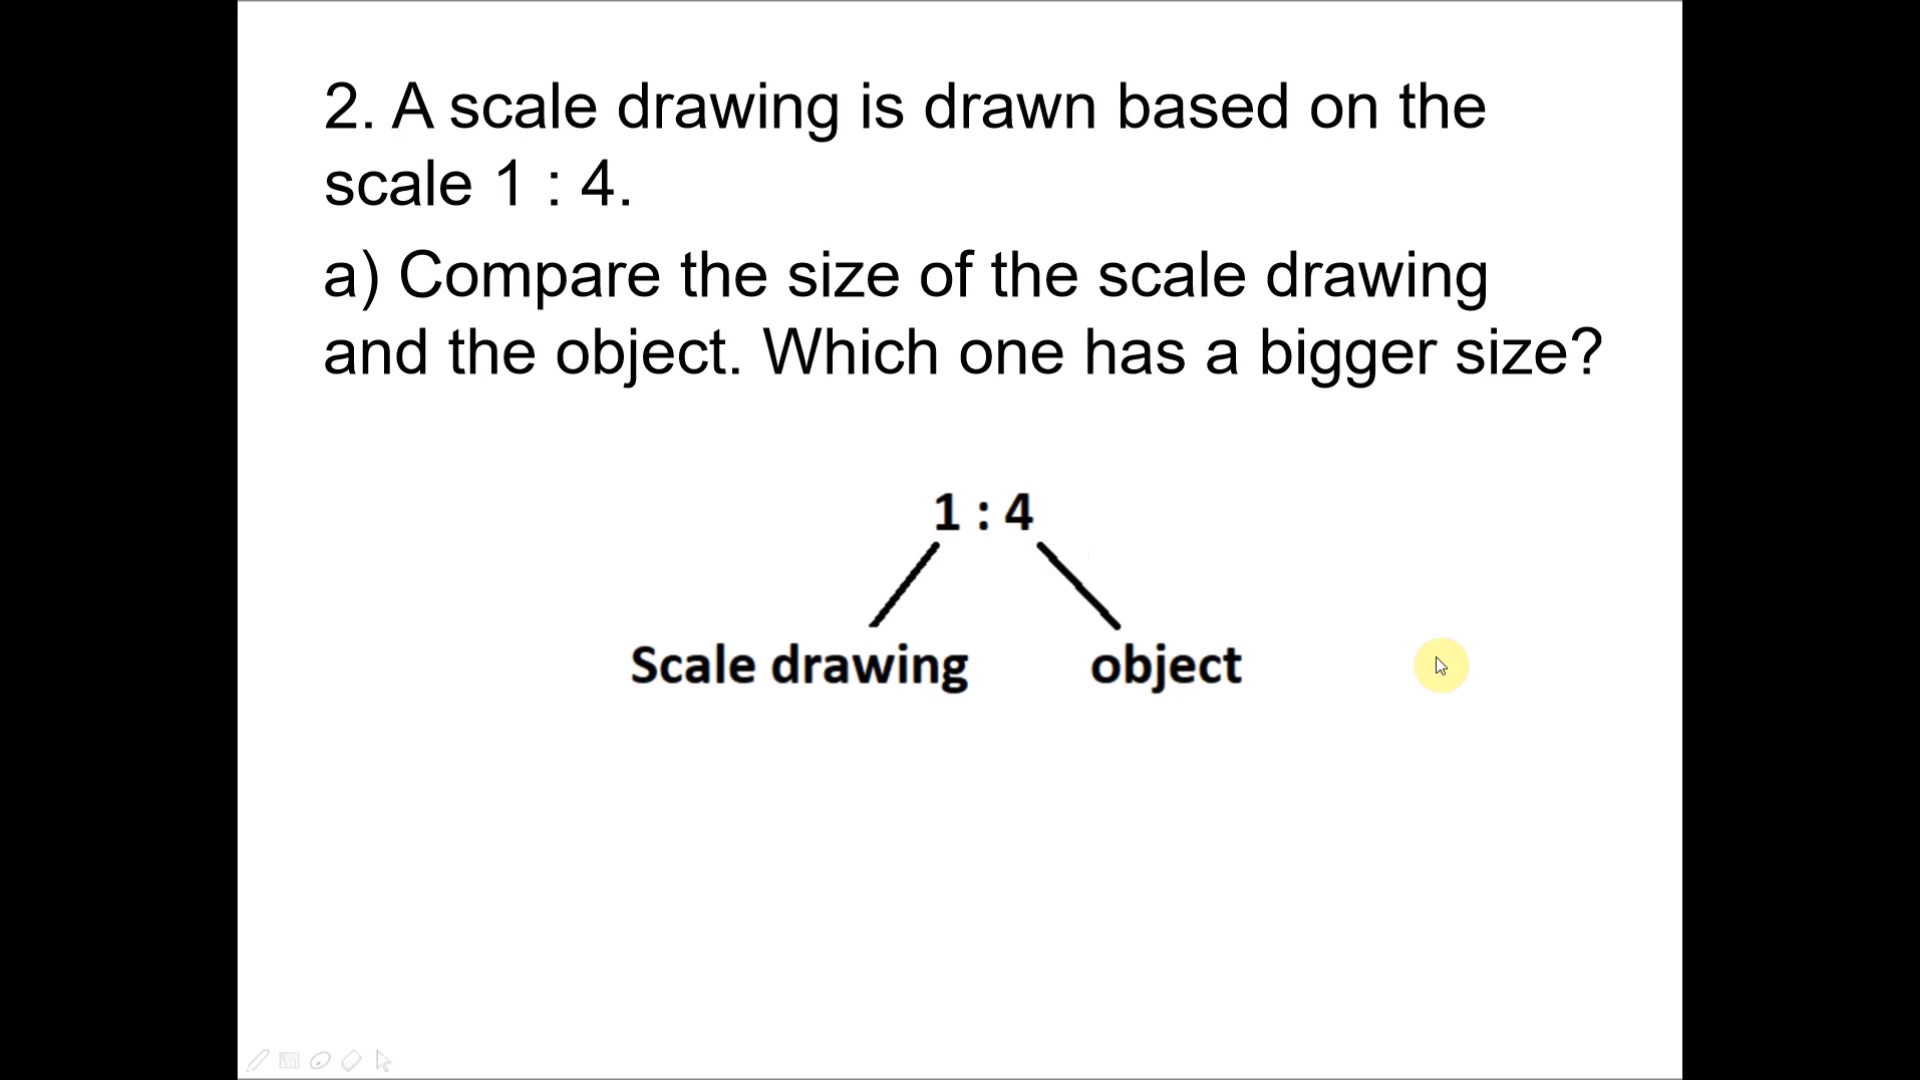 2. A scale drawing is drawn based on the
scale 1 : 4.
a) Compare the size of the scale drawing
and the object. Which one has a bigger size?
1 : 4
Scale drawing object